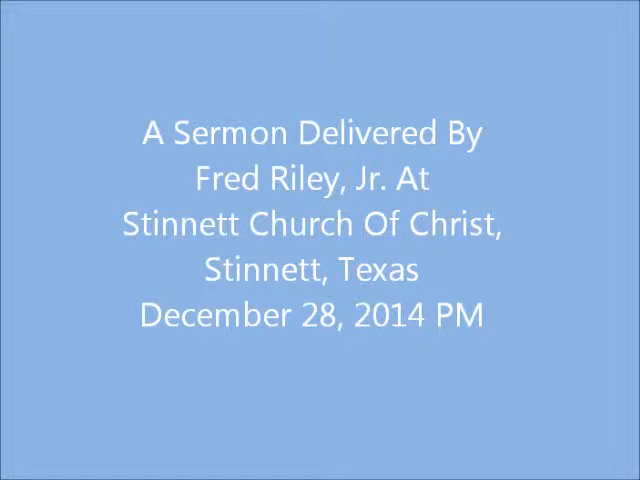 A Sermon Delivered By
Fred Riley, Jr. At
Stinnett Church Of Christ,
Stinnett, Texas
December 28, 2014 PM